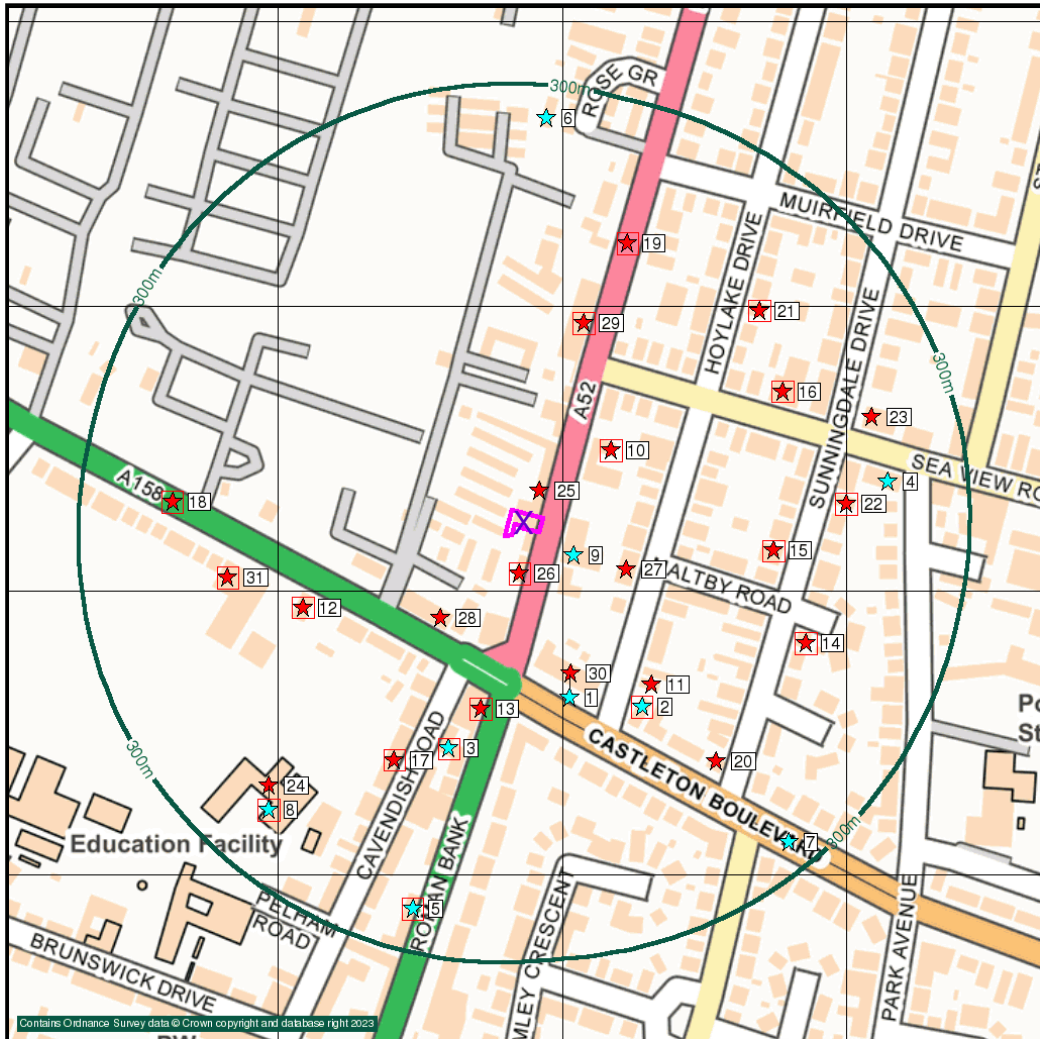 300m
ROSE GR
6
MUIRFIELD DRIVE
19
HOYLAKE DRIVE
21
300m
29
SUNNINGDALE DRIVE
300m
A52
16
23
10
SEA VIEW RO
A158
18
25
4
22
9
15
31
26
27
ALTBY ROAD
12
28
14
30
11
1
2
13
CASTLETON BOULEVARD
3
17
20
300m
24
8
Education Facility
CAVENDISH ROAD
ROMAN BANK
7
300m
5
PELHAM
ROAD
BRUNSWICK DRIVE
MLEY CRESCENT
PARK AVENUE
Po
St
Contains Ordnance Survey data © Crown copyright and database right 2023